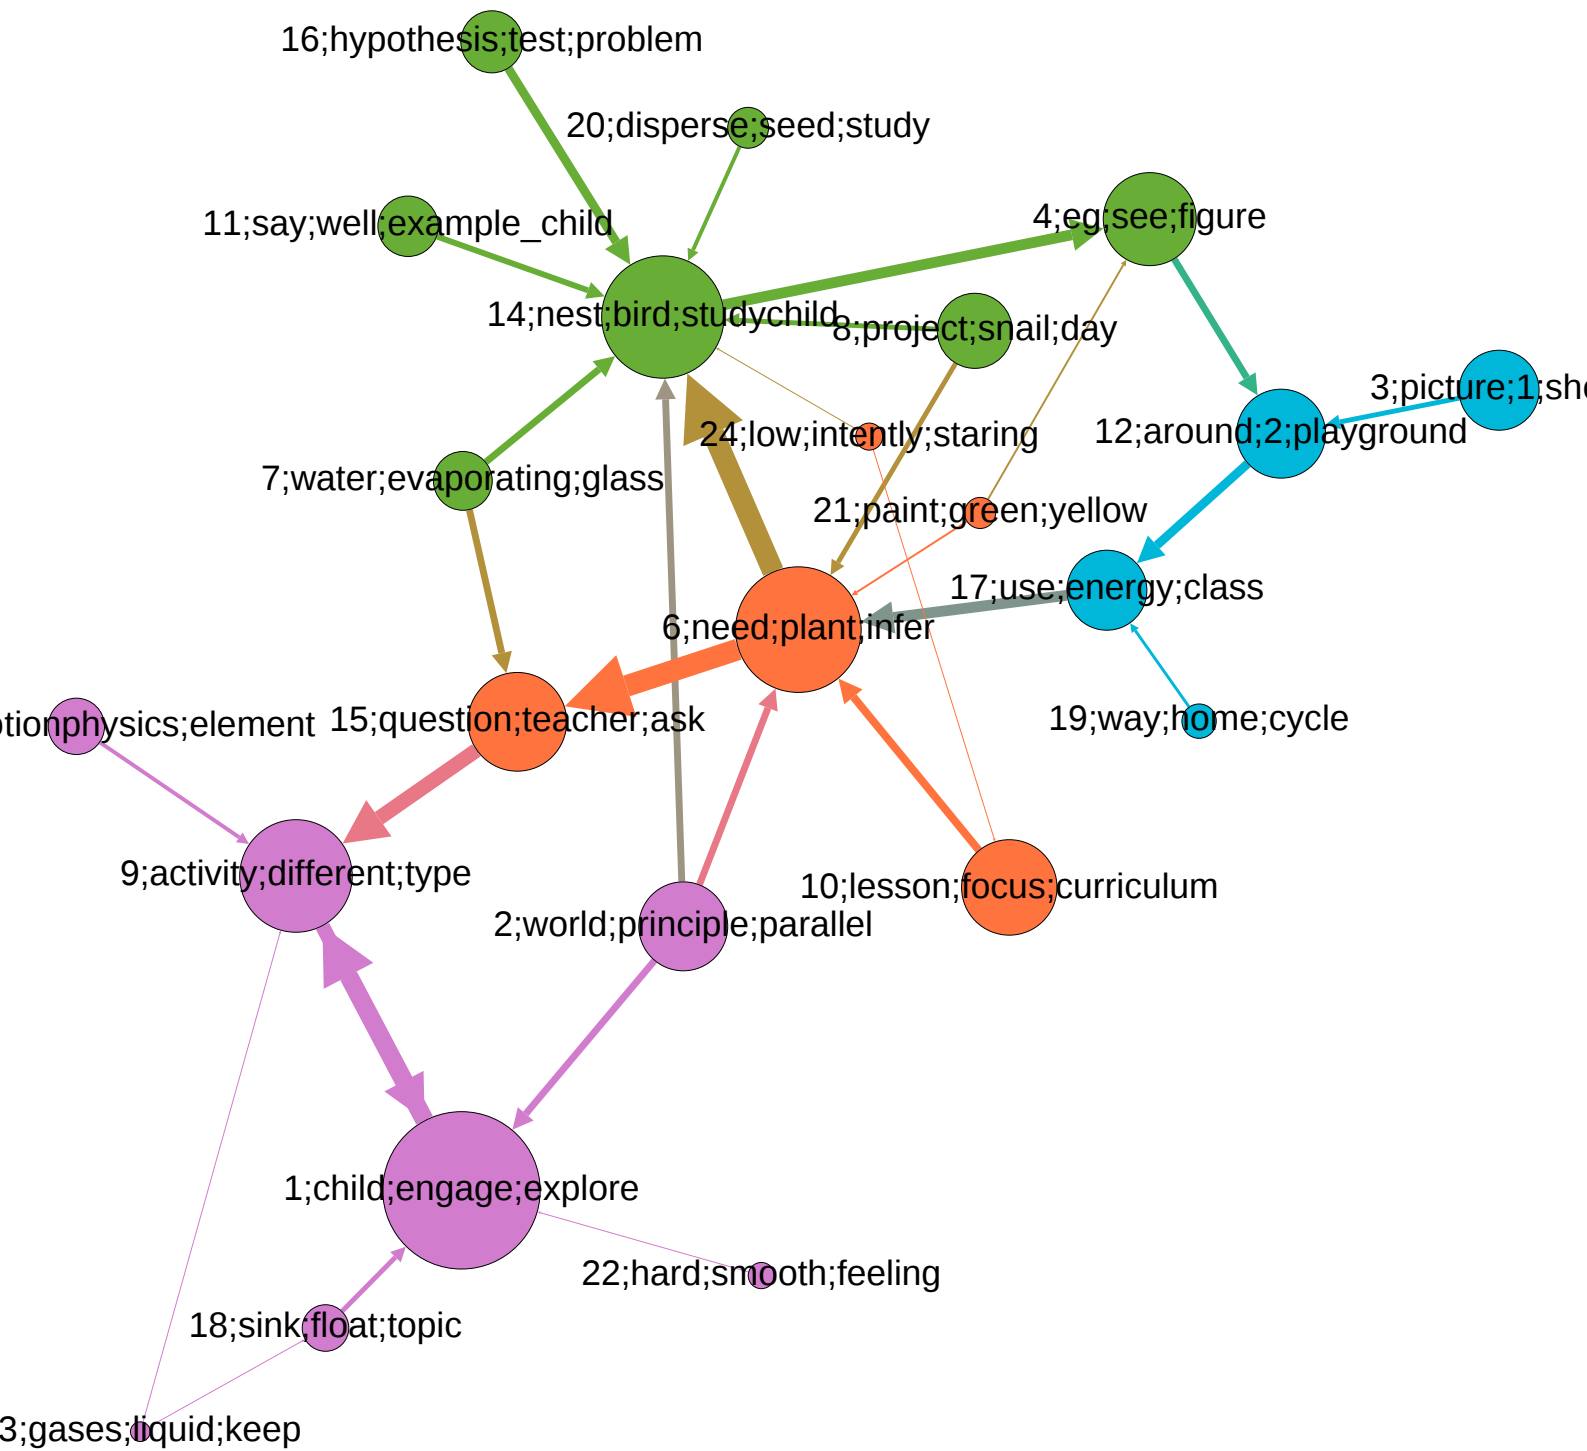 16;hypothesis;test;problem
20;disperse;seed;study
11;say;well;example_child
4;eg;see;figure
14;nest;bird;studychild
8;project;snail;day
3;picture;1;sho
24;low;intently;staring
12;around;2;playground
7;water;evaporating;glass
21;paint;green;yellow
17;use;energy;class
6;need;plant;infer
otionphysics;element
15;question;teacher;ask
19;way;home;cycle
9;activity;different;type
10;lesson;focus;curriculum
2;world;principle;parallel
1;child;engage;explore
22;hard;smooth;feeling
18;sink;float;topic
3;gases;liquid;keep